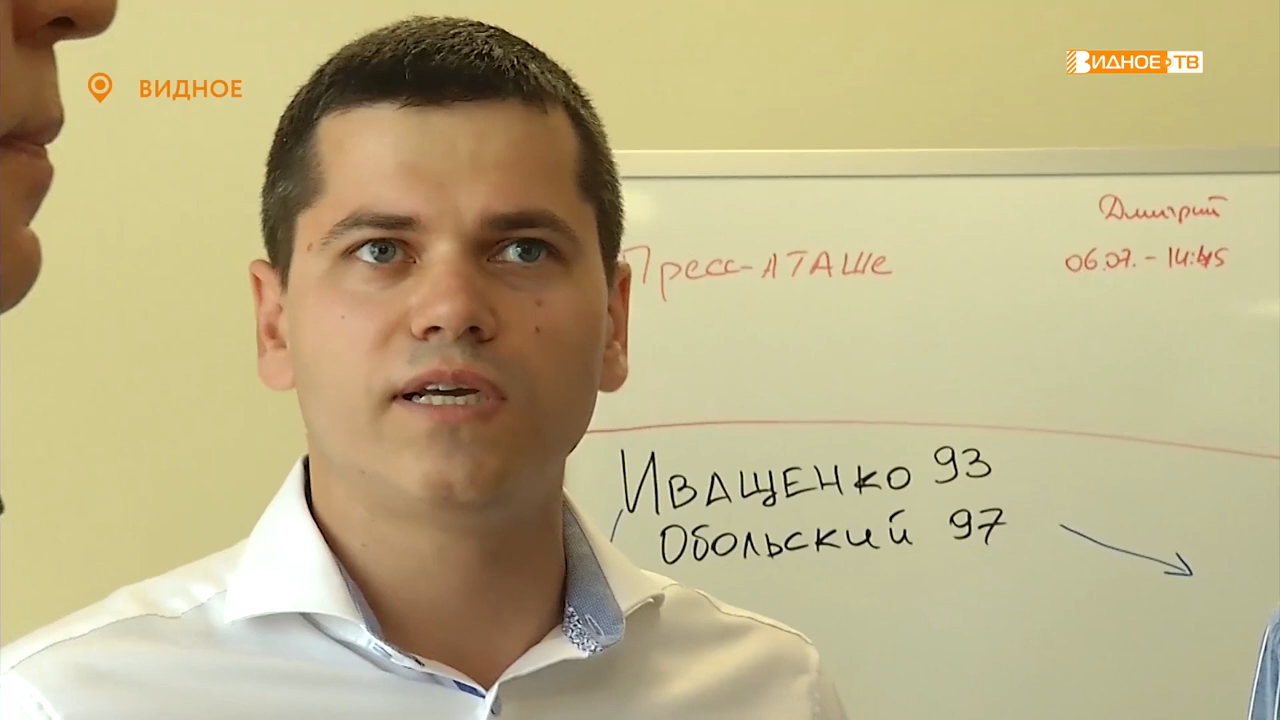 ВИДНОЕ
ВИДНОЕ ТВ
Дмитрий
Пресс-АТАШе 06.07. - 14:45
ИВАЩЕНКО 93
Обольский 97